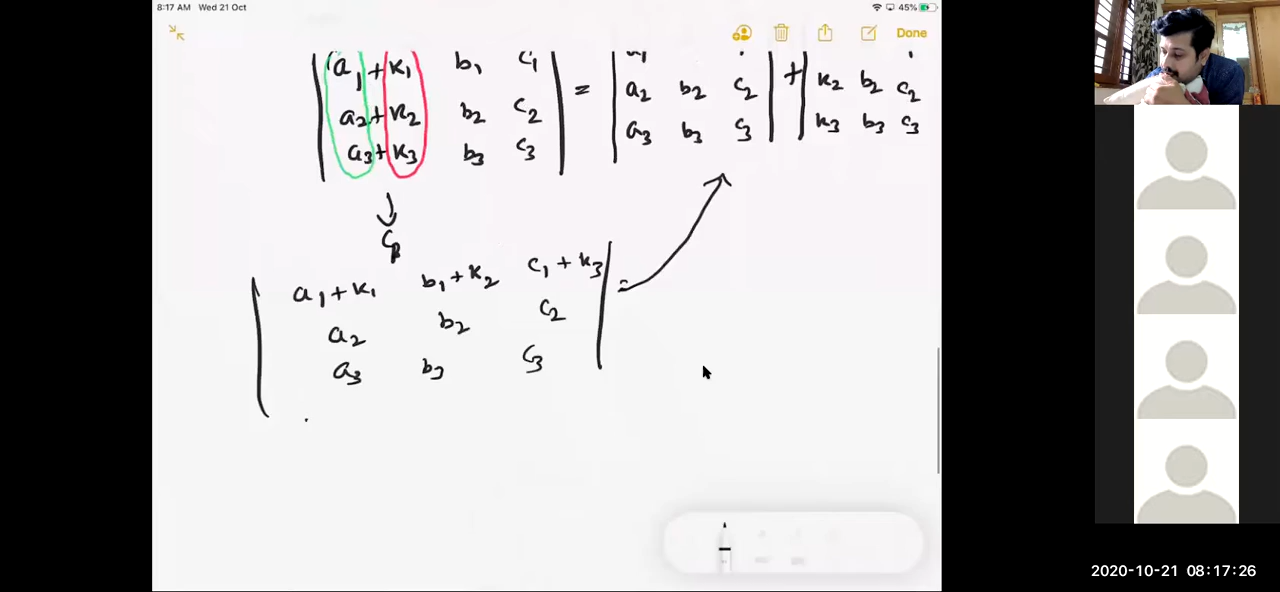 8:17 AM Wed 21 Oct 45%
Done
| a₁ + k₁ b₁ c₁ | = | a₁
| a₂ + k₂ b₂ c₂ | = | a₂ b₂ c₂ | + | k₂ b₂ c₂
| a₃ + k₃ b₃ c₃ | | a₃ b₃ c₃ | | k₃ b₃ c₃
↓
| a₁ + k₁ b₁ + k₂ c₁ + k₃ | =
| a₂ b₂ c₂ |
| a₃ b₃ c₃ |
2020-10-21 08:17:26